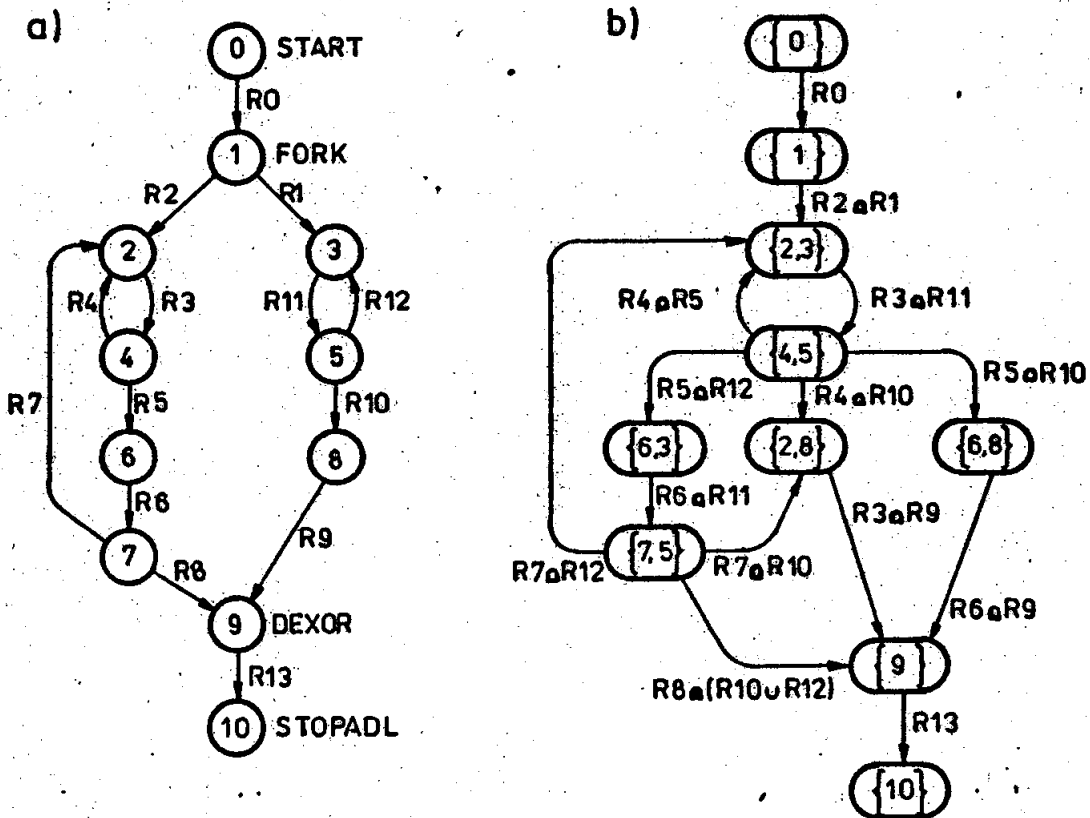 a)
0 START
R0
1 FORK
R2 R1
2 3
R4 R3 R11 R12
4 5
R7 R5 R10
6 8
R6
7 R9
R8
9 DEXOR
R13
10 STOPADL
b)
{0}
R0
{1}
R2 ∩ R1
{2,3}
R4 ∩ R5 R3 ∩ R11
{4,5}
R5 ∩ R12 R4 ∩ R10 R5 ∩ R10
{6,3} {2,8} {6,8}
R6 ∩ R11
R3 ∩ R9
{7,5}
R7 ∩ R12 R7 ∩ R10
R6 ∩ R9
{9}
R8 ∩ (R10 ∪ R12)
R13
{10}